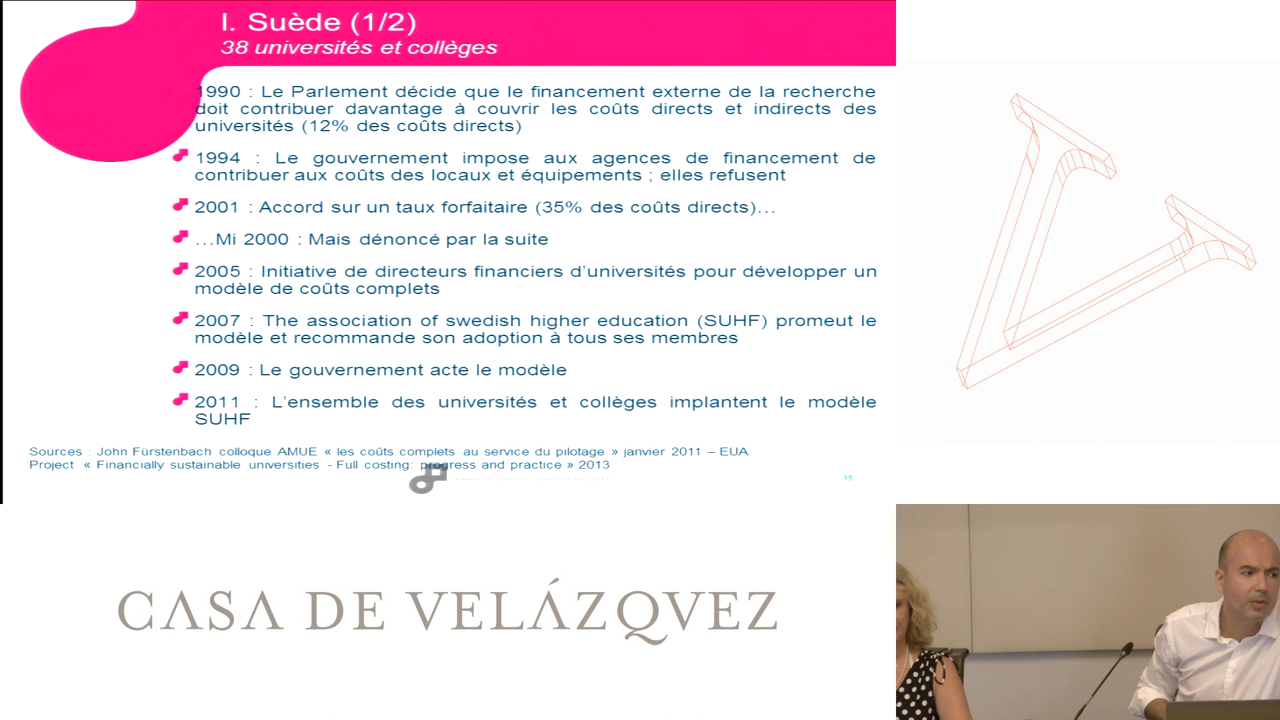 I. Suède (1/2)
38 universités et collèges
1990 : Le Parlement décide que le financement externe de la recherche
doit contribuer davantage à couvrir les coûts directs et indirects des
universités (12% des coûts directs)
1994 : Le gouvernement impose aux agences de financement de
contribuer aux coûts des locaux et équipements ; elles refusent
2001 : Accord sur un taux forfaitaire (35% des coûts directs)…
…Mi 2000 : Mais dénoncé par la suite
2005 : Initiative de directeurs financiers d'universités pour développer un
modèle de coûts complets
2007 : The association of swedish higher education (SUHF) promeut le
modèle et recommande son adoption à tous ses membres
2009 : Le gouvernement acte le modèle
2011 : L'ensemble des universités et collèges implantent le modèle
SUHF
Sources : John Fürstenbach colloque AMUE « les coûts complets au service du pilotage » janvier 2011 – EUA
Project « Financially sustainable universities - Full costing: progress and practice » 2013
15
CASA DE VELÁZQVEZ